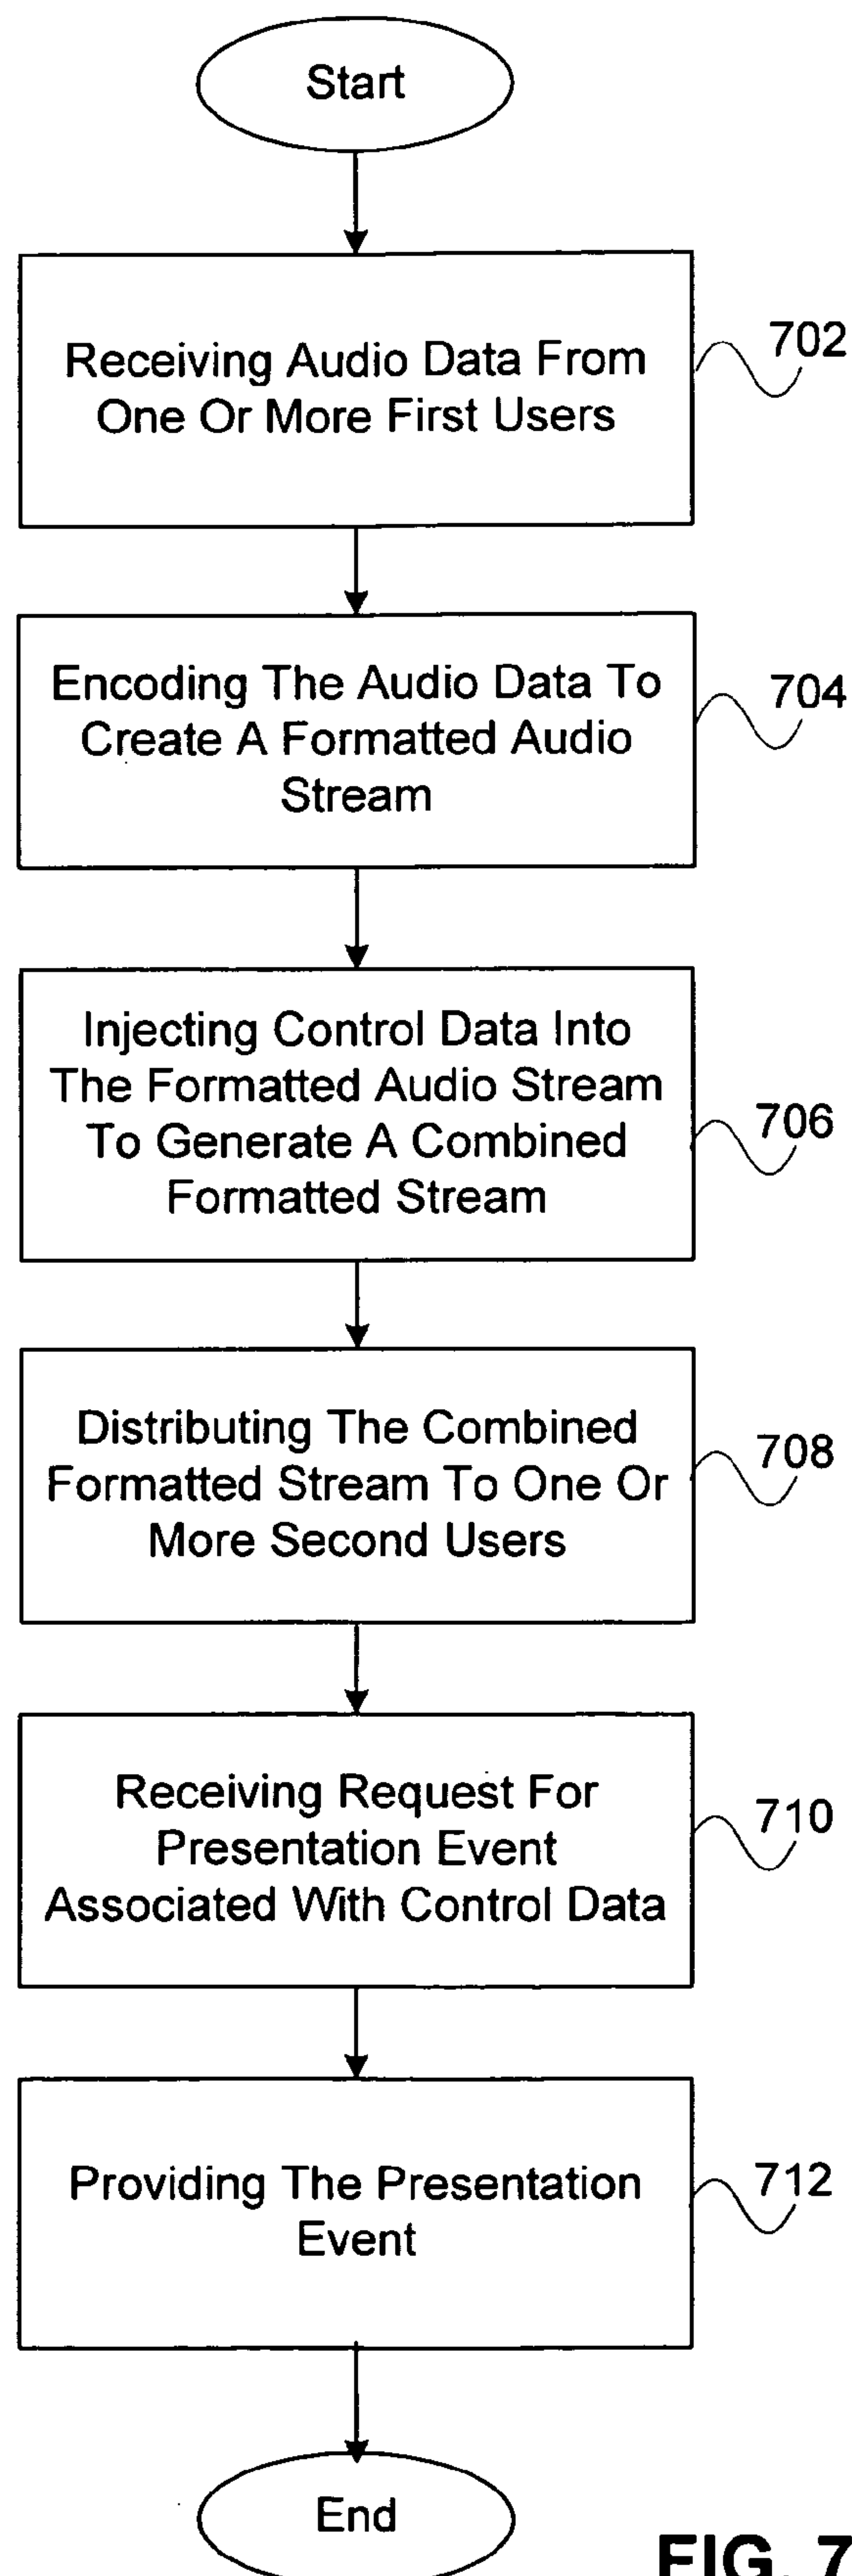 Start
Receiving Audio Data From
One Or More First Users
702
Encoding The Audio Data To
Create A Formatted Audio
Stream
704
Injecting Control Data Into
The Formatted Audio Stream
To Generate A Combined
Formatted Stream
706
Distributing The Combined
Formatted Stream To One Or
More Second Users
708
Receiving Request For
Presentation Event
Associated With Control Data
710
Providing The Presentation
Event
712
End
FIG. 7